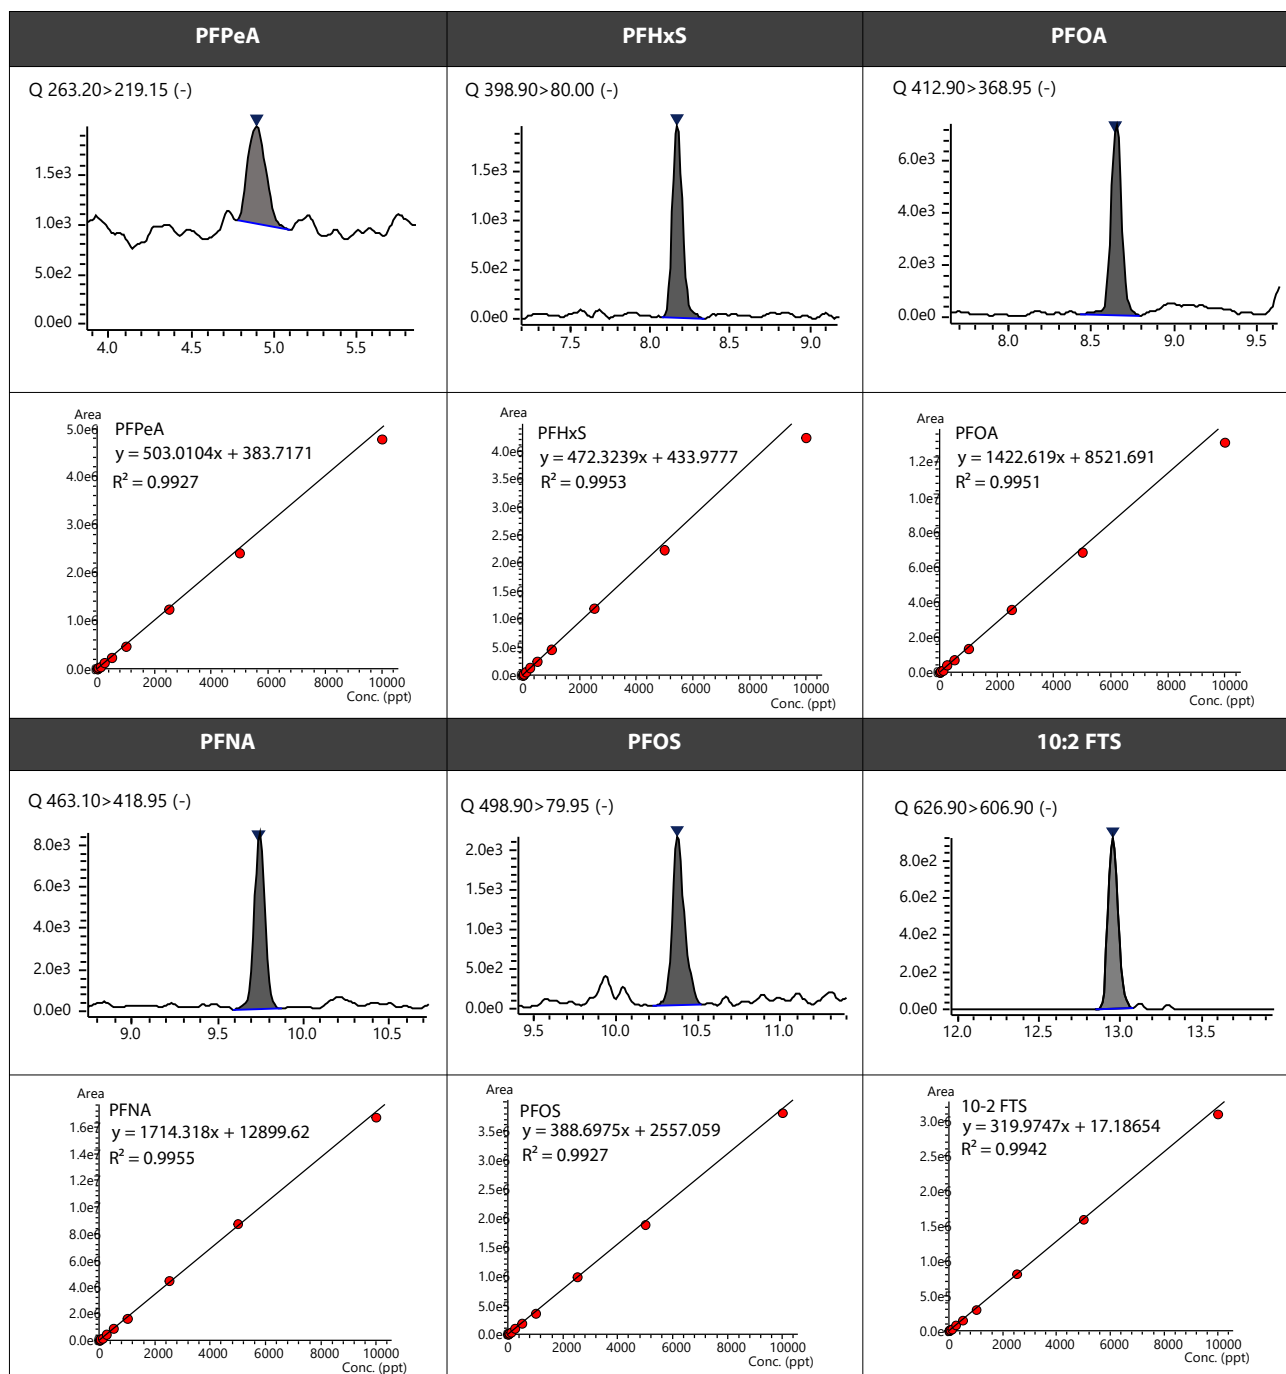 PFPeA
PFHxS
PFOA
Q 263.20>219.15 (-)
Q 398.90>80.00 (-)
Q 412.90>368.95 (-)
1.5e3
1.0e3
5.0e2
0.0e0
4.0 4.5 5.0 5.5
1.5e3
1.0e3
5.0e2
0.0e0
7.5 8.0 8.5 9.0
6.0e3
4.0e3
2.0e3
0.0e0
8.0 8.5 9.0 9.5
Area
PFPeA
y = 503.0104x + 383.7171
R² = 0.9927
5.0e6
4.0e6
3.0e6
2.0e6
1.0e6
0.0e0
0 2000 4000 6000 8000 10000
Conc. (ppt)
Area
PFHxS
y = 472.3239x + 433.9777
R² = 0.9953
4.0e6
3.5e6
3.0e6
2.5e6
2.0e6
1.5e6
1.0e6
5.0e5
0.0e0
0 2000 4000 6000 8000 10000
Conc. (ppt)
Area
PFOA
y = 1422.619x + 8521.691
R² = 0.9951
1.2e7
1.0e7
8.0e6
6.0e6
4.0e6
2.0e6
0.0e0
0 2000 4000 6000 8000 10000
Conc. (ppt)
PFNA
PFOS
10:2 FTS
Q 463.10>418.95 (-)
Q 498.90>79.95 (-)
Q 626.90>606.90 (-)
8.0e3
6.0e3
4.0e3
2.0e3
0.0e0
9.0 9.5 10.0 10.5
2.0e3
1.5e3
1.0e3
5.0e2
0.0e0
9.5 10.0 10.5 11.0
8.0e2
6.0e2
4.0e2
2.0e2
0.0e0
12.0 12.5 13.0 13.5
Area
PFNA
y = 1714.318x + 12899.62
R² = 0.9955
1.6e7
1.4e7
1.2e7
1.0e7
8.0e6
6.0e6
4.0e6
2.0e6
0.0e0
0 2000 4000 6000 8000 10000
Conc. (ppt)
Area
PFOS
y = 388.6975x + 2557.059
R² = 0.9927
3.5e6
3.0e6
2.5e6
2.0e6
1.5e6
1.0e6
5.0e5
0.0e0
0 2000 4000 6000 8000 10000
Conc. (ppt)
Area
10-2 FTS
y = 319.9747x + 17.18654
R² = 0.9942
3.0e6
2.5e6
2.0e6
1.5e6
1.0e6
5.0e5
0.0e0
0 2000 4000 6000 8000 10000
Conc. (ppt)